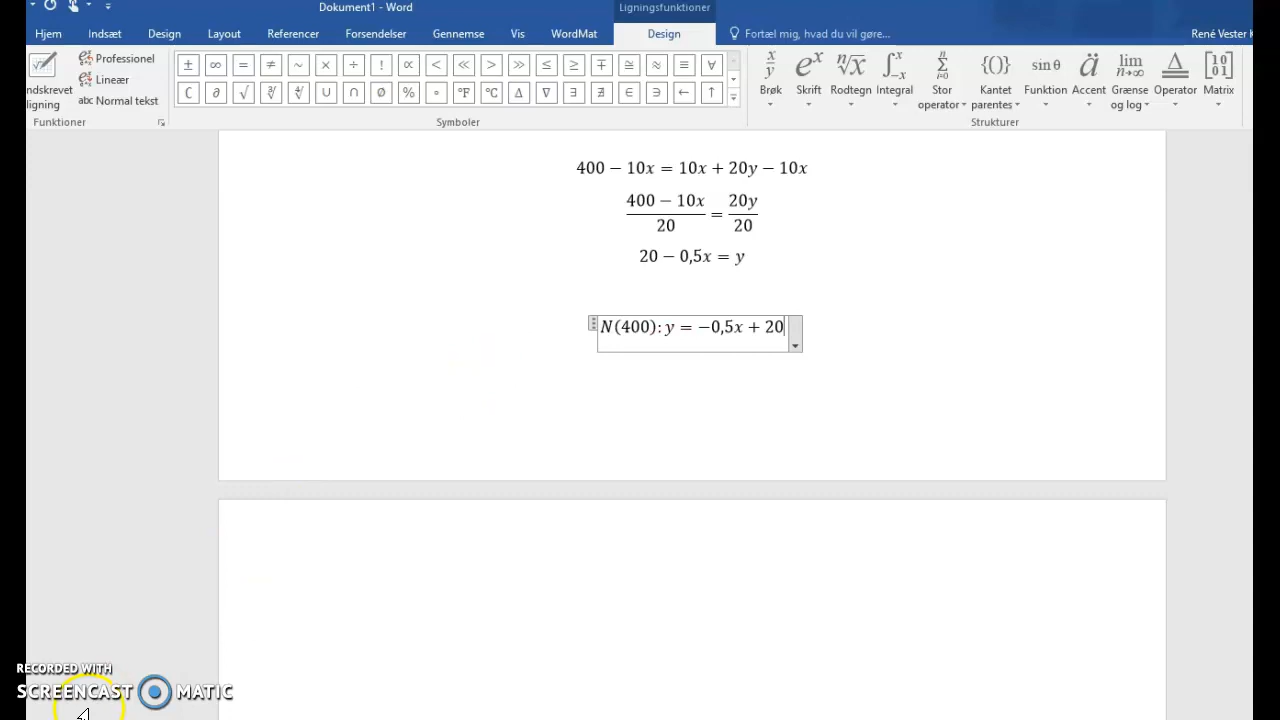 Dokument1 - Word
Ligningsfunktioner
Hjem Indsæt Design Layout Referencer Forsendelser Gennemse Vis WordMat Design Fortæl mig, hvad du vil gøre... René Vester K
ndskrevet ligning
Professionel
Lineær
abc Normal tekst
Funktioner
± ∞ = ≠ ~ × ÷ ! ∝ < ≪ > ≫ ≤ ≥ ∓ ≅ ≈ ≡ ∀
∁ ∂ √ ∛ ∜ ∪ ∩ ∅ % ° °F °C ∆ ∇ ∃ ∄ ∈ ∋ ← ↑
Symboler
Brøk Skrift Rodtegn Integral Stor operator Kantet parentes Funktion Accent Grænse og log Operator Matrix
Strukturer
400 − 10x = 10x + 20y − 10x
(400 − 10x)/20 = 20y/20
20 − 0,5x = y
N(400): y = −0,5x + 20
RECORDED WITH
SCREENCAST MATIC